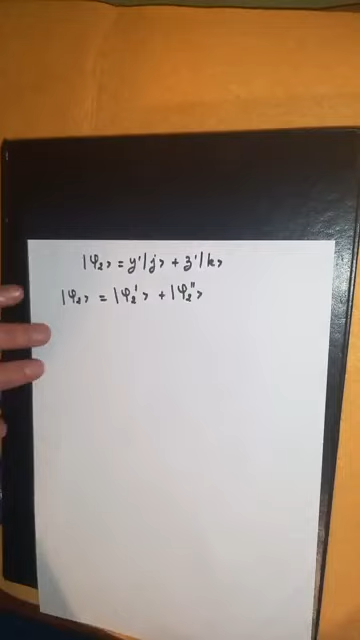 |φ₂> = y'|j> + z'|k>
|φ₂> = |φ₂'> + |φ₂''>